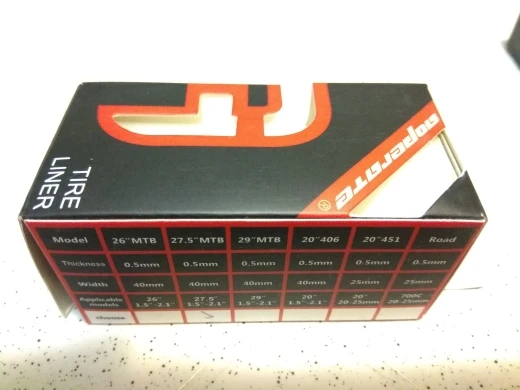 TIRE
LINER
ooperate®
Model 26"MTB 27.5"MTB 29"MTB 20"406 20"451 Road
Thickness 0.5mm 0.5mm 0.5mm 0.5mm 0.5mm 0.5mm
Width 40mm 40mm 40mm 40mm 25mm 25mm
Applicable models 26" 1.5"-2.1" 27.5" 1.5"-2.1" 29" 1.5"-2.1" 20" 1.5"-2.1" 20" 20-25mm 700C 20-25mm
choose ✓